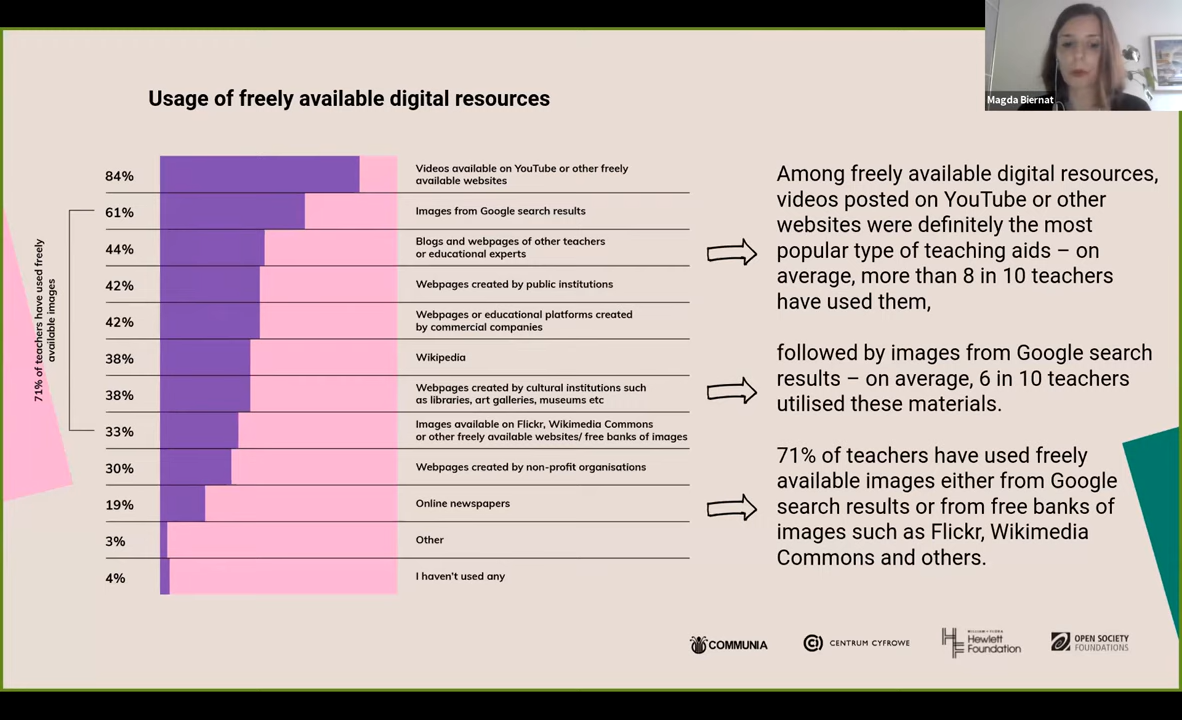 Magda Biernat
Usage of freely available digital resources
71% of teachers have used freely
available images
84%
Videos available on YouTube or other freely
available websites
61%
Images from Google search results
44%
Blogs and webpages of other teachers
or educational experts
42%
Webpages created by public institutions
42%
Webpages or educational platforms created
by commercial companies
38%
Wikipedia
38%
Webpages created by cultural institutions such
as libraries, art galleries, museums etc
33%
Images available on Flickr, Wikimedia Commons
or other freely available websites/ free banks of images
30%
Webpages created by non-profit organisations
19%
Online newspapers
3%
Other
4%
I haven't used any
Among freely available digital resources,
videos posted on YouTube or other
websites were definitely the most
popular type of teaching aids – on
average, more than 8 in 10 teachers
have used them,
followed by images from Google search
results – on average, 6 in 10 teachers
utilised these materials.
71% of teachers have used freely
available images either from Google
search results or from free banks of
images such as Flickr, Wikimedia
Commons and others.
COMMUNIA
CENTRUM CYFROWE
WILLIAM + FLORA
Hewlett
Foundation
OPEN SOCIETY
FOUNDATIONS